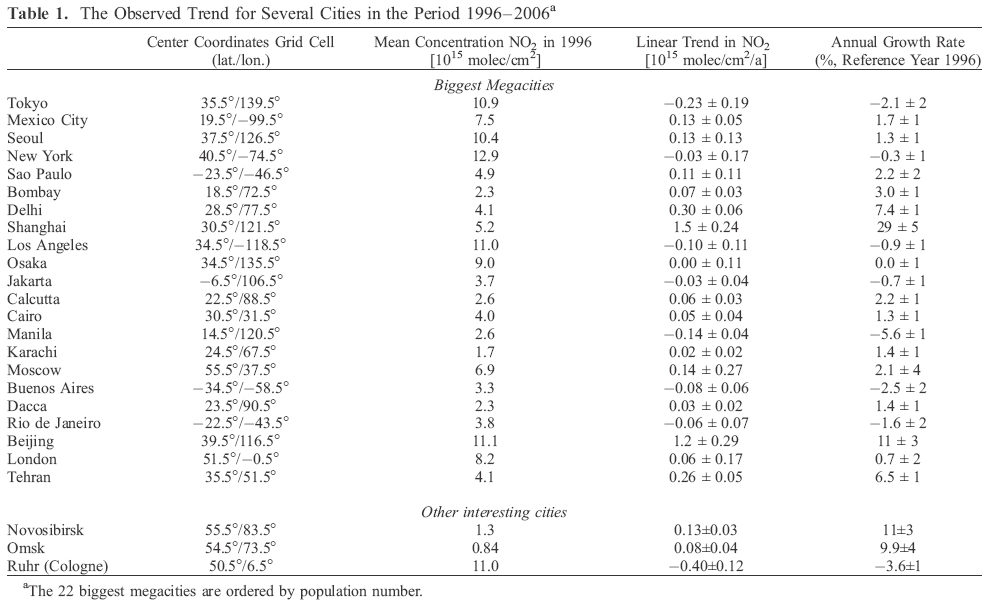 Table 1. The Observed Trend for Several Cities in the Period 1996–2006a
Center Coordinates Grid Cell Mean Concentration NO2 in 1996 Linear Trend in NO2 Annual Growth Rate
(lat./lon.) [10^15 molec/cm^2] [10^15 molec/cm^2/a] (%, Reference Year 1996)
Biggest Megacities
Tokyo 35.5°/139.5° 10.9 −0.23 ± 0.19 −2.1 ± 2
Mexico City 19.5°/−99.5° 7.5 0.13 ± 0.05 1.7 ± 1
Seoul 37.5°/126.5° 10.4 0.13 ± 0.13 1.3 ± 1
New York 40.5°/−74.5° 12.9 −0.03 ± 0.17 −0.3 ± 1
Sao Paulo −23.5°/−46.5° 4.9 0.11 ± 0.11 2.2 ± 2
Bombay 18.5°/72.5° 2.3 0.07 ± 0.03 3.0 ± 1
Delhi 28.5°/77.5° 4.1 0.30 ± 0.06 7.4 ± 1
Shanghai 30.5°/121.5° 5.2 1.5 ± 0.24 29 ± 5
Los Angeles 34.5°/−118.5° 11.0 −0.10 ± 0.11 −0.9 ± 1
Osaka 34.5°/135.5° 9.0 0.00 ± 0.11 0.0 ± 1
Jakarta −6.5°/106.5° 3.7 −0.03 ± 0.04 −0.7 ± 1
Calcutta 22.5°/88.5° 2.6 0.06 ± 0.03 2.2 ± 1
Cairo 30.5°/31.5° 4.0 0.05 ± 0.04 1.3 ± 1
Manila 14.5°/120.5° 2.6 −0.14 ± 0.04 −5.6 ± 1
Karachi 24.5°/67.5° 1.7 0.02 ± 0.02 1.4 ± 1
Moscow 55.5°/37.5° 6.9 0.14 ± 0.27 2.1 ± 4
Buenos Aires −34.5°/−58.5° 3.3 −0.08 ± 0.06 −2.5 ± 2
Dacca 23.5°/90.5° 2.3 0.03 ± 0.02 1.4 ± 1
Rio de Janeiro −22.5°/−43.5° 3.8 −0.06 ± 0.07 −1.6 ± 2
Beijing 39.5°/116.5° 11.1 1.2 ± 0.29 11 ± 3
London 51.5°/−0.5° 8.2 0.06 ± 0.17 0.7 ± 2
Tehran 35.5°/51.5° 4.1 0.26 ± 0.05 6.5 ± 1
Other interesting cities
Novosibirsk 55.5°/83.5° 1.3 0.13±0.03 11±3
Omsk 54.5°/73.5° 0.84 0.08±0.04 9.9±4
Ruhr (Cologne) 50.5°/6.5° 11.0 −0.40±0.12 −3.6±1
aThe 22 biggest megacities are ordered by population number.